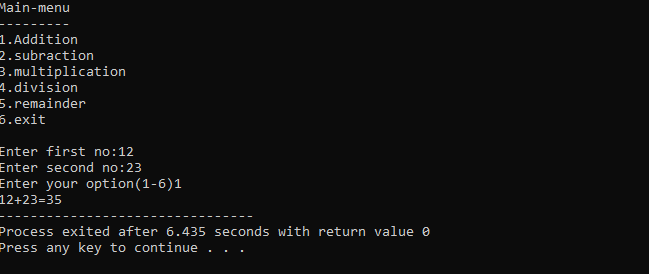 Main-menu
---------
1.Addition
2.subraction
3.multiplication
4.division
5.remainder
6.exit
Enter first no:12
Enter second no:23
Enter your option(1-6)1
12+23=35
--------------------------------
Process exited after 6.435 seconds with return value 0
Press any key to continue . . .